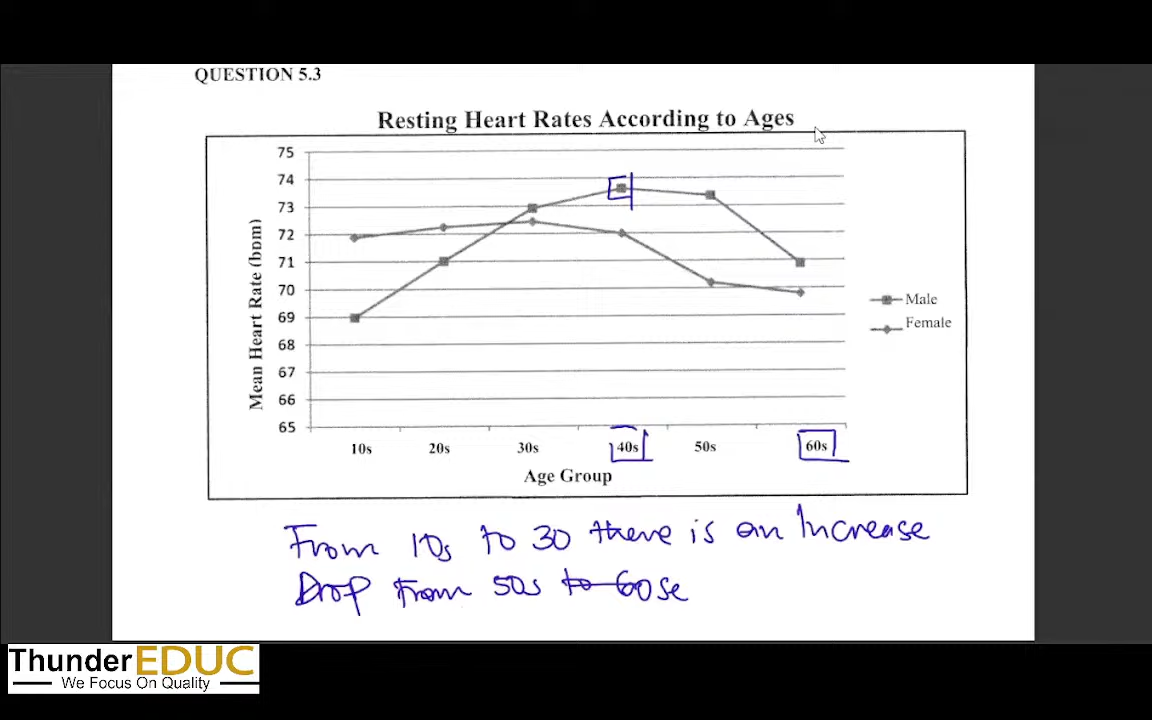 QUESTION 5.3
Resting Heart Rates According to Ages
75
74
73
72
71
70
69
68
67
66
65
Mean Heart Rate (bpm)
10s 20s 30s 40s 50s 60s
Age Group
Male
Female
From 10s to 30 there is an Increase
Drop from 50s to 60se
ThunderEDUC
We Focus On Quality